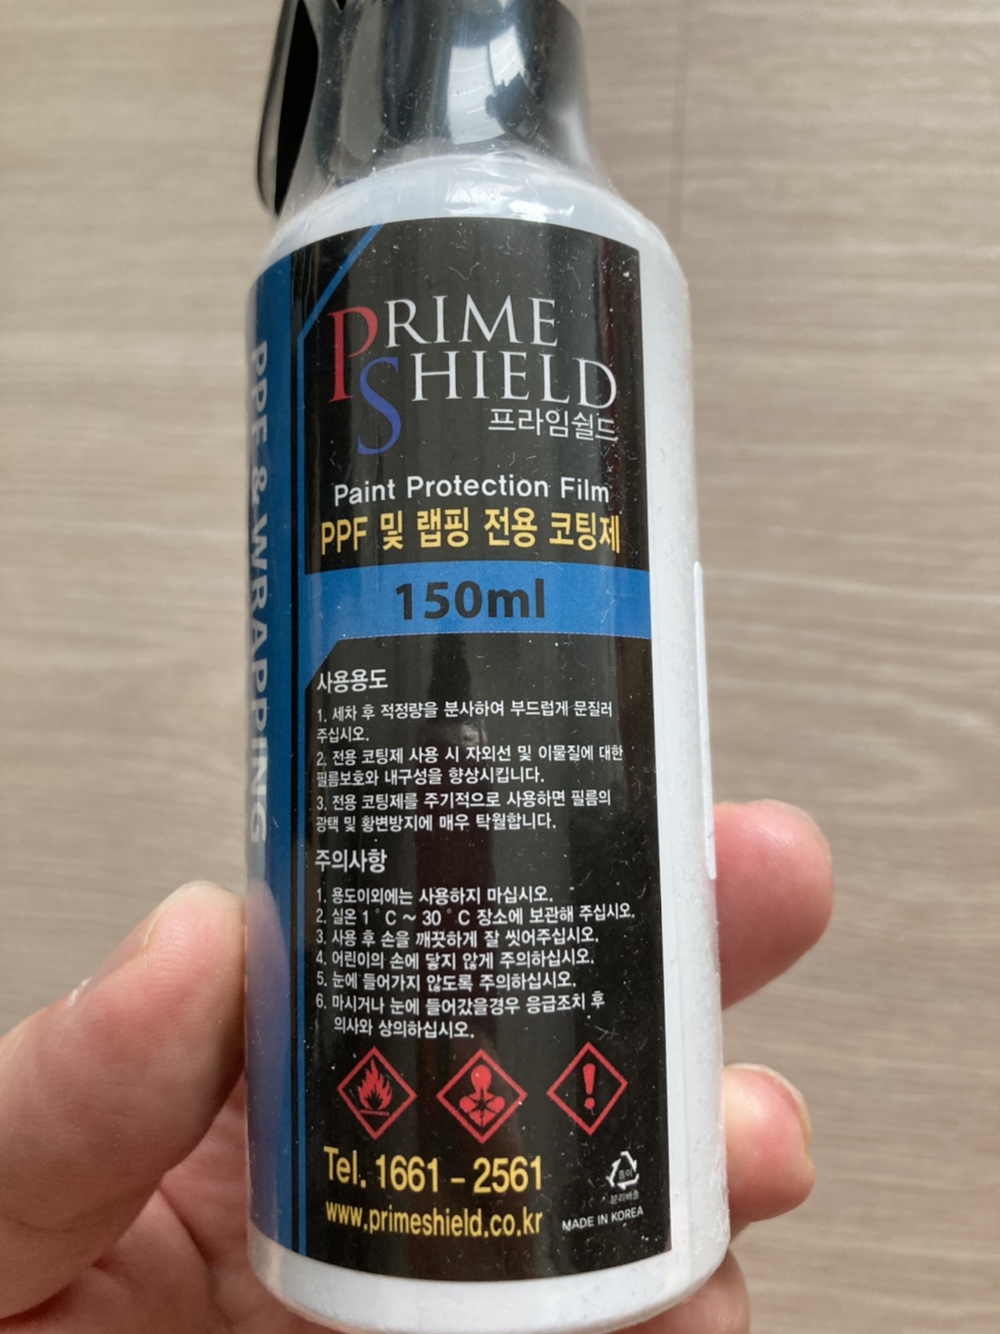 PRIME
SHIELD
프라임쉴드
Paint Protection Film
PPF 및 랩핑 전용 코팅제
150ml
사용용도
1. 세차 후 적정량을 분사하여 부드럽게 문질러
주십시오.
2. 전용 코팅제 사용 시 자외선 및 이물질에 대한
필름보호와 내구성을 향상시킵니다.
3. 전용 코팅제를 주기적으로 사용하면 필름의
광택 및 황변방지에 매우 탁월합니다.
주의사항
1. 용도이외에는 사용하지 마십시오.
2. 실온 1°C ~ 30°C 장소에 보관해 주십시오.
3. 사용 후 손을 깨끗하게 잘 씻어주십시오.
4. 어린이의 손에 닿지 않게 주의하십시오.
5. 눈에 들어가지 않도록 주의하십시오.
6. 마시거나 눈에 들어갔을경우 응급조치 후
의사와 상의하십시오.
Tel. 1661 - 2561
www.primeshield.co.kr
종이
분리배출
MADE IN KOREA
PPF & WRAPPING